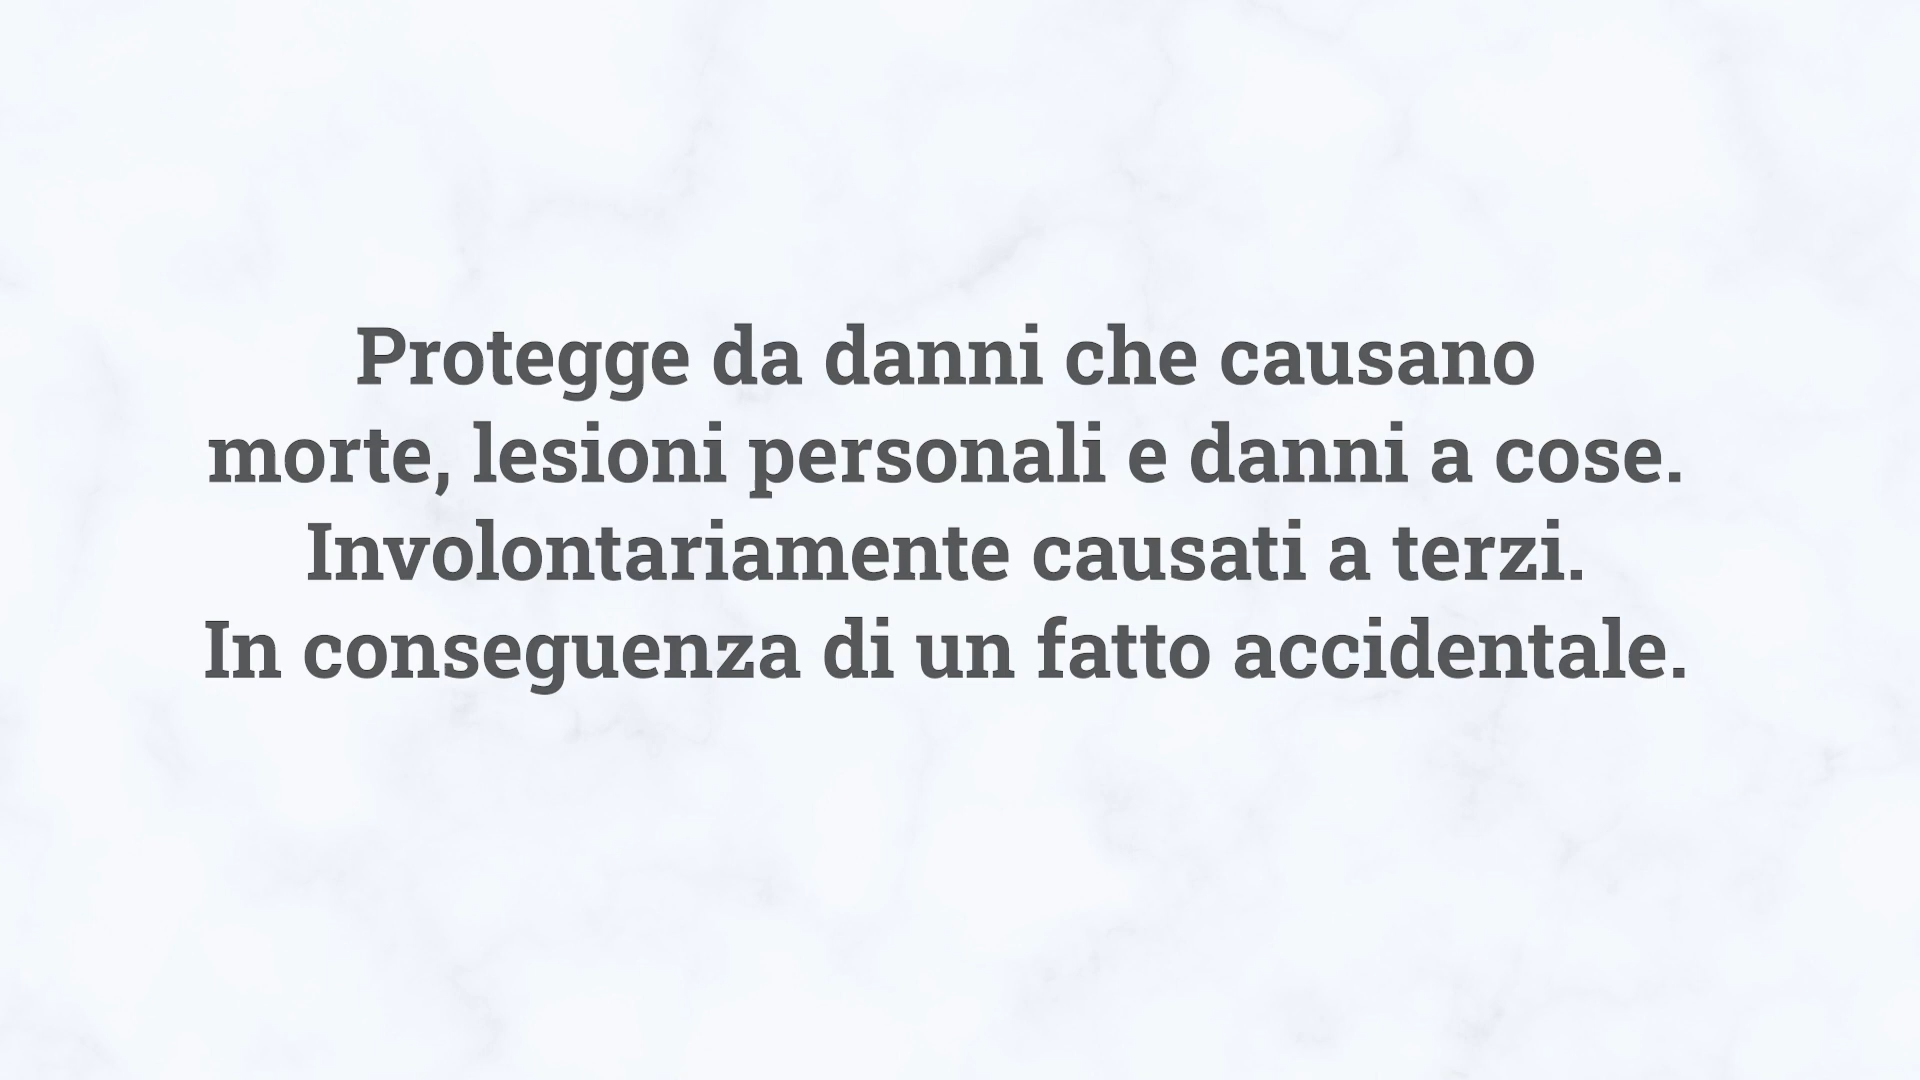 Protegge da danni che causano
morte, lesioni personali e danni a cose.
Involontariamente causati a terzi.
In conseguenza di un fatto accidentale.